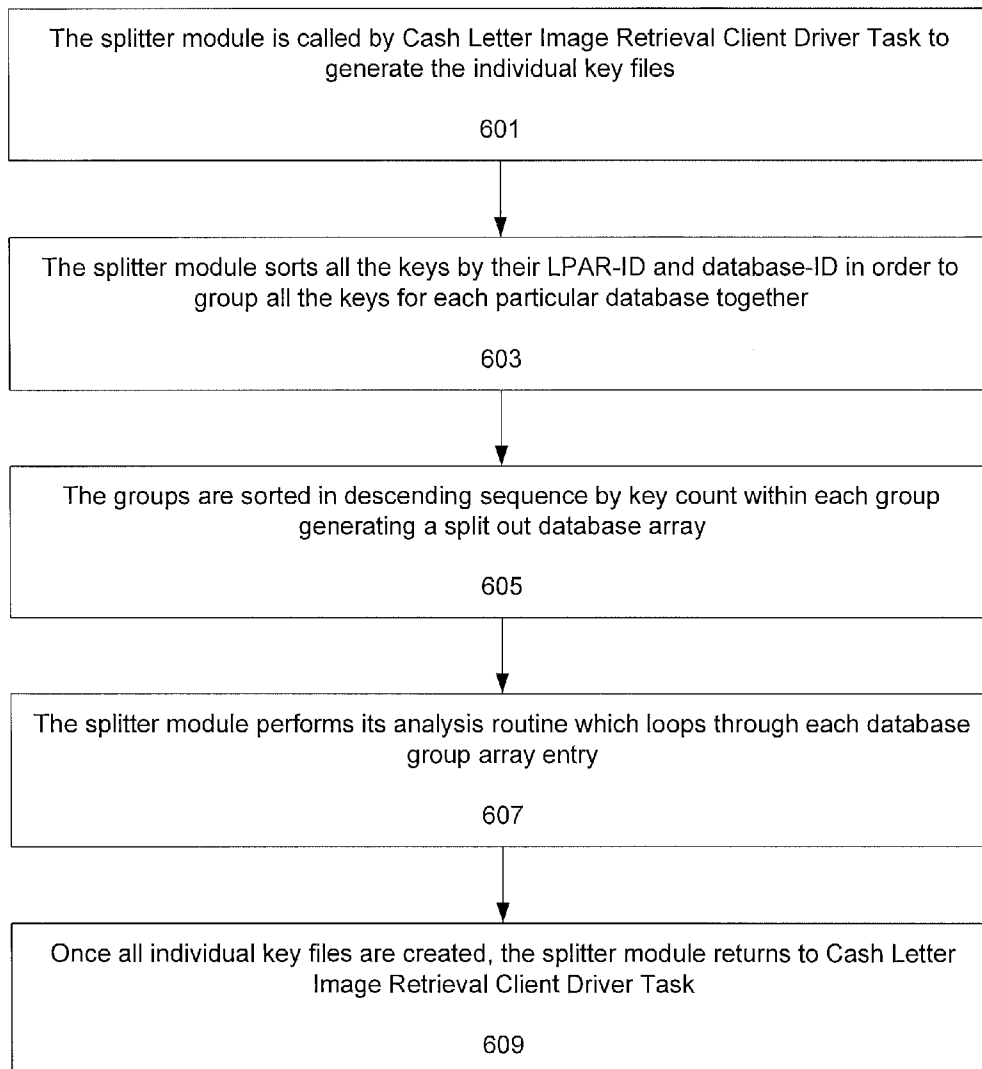 The splitter module is called by Cash Letter Image Retrieval Client Driver Task to
generate the individual key files
601
The splitter module sorts all the keys by their LPAR-ID and database-ID in order to
group all the keys for each particular database together
603
The groups are sorted in descending sequence by key count within each group
generating a split out database array
605
The splitter module performs its analysis routine which loops through each database
group array entry
607
Once all individual key files are created, the splitter module returns to Cash Letter
Image Retrieval Client Driver Task
609